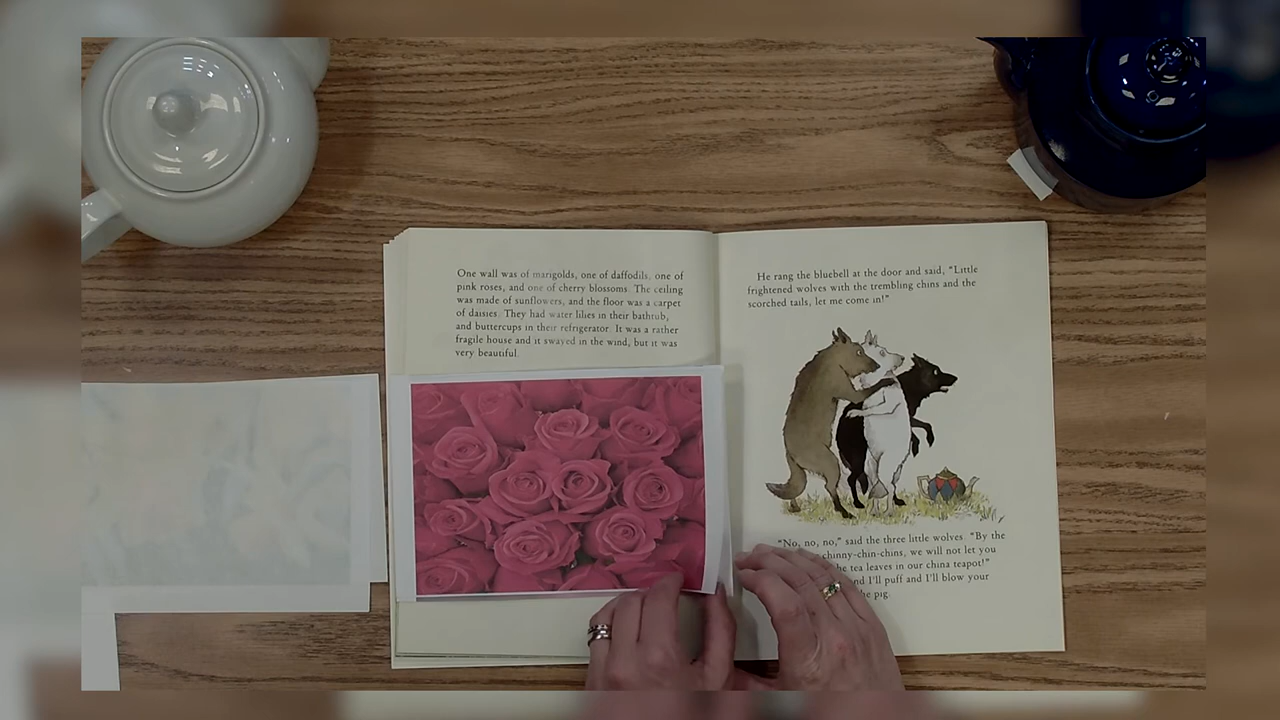 One wall was of marigolds, one of daffodils, one of
pink roses, and one of cherry blossoms. The ceiling
was made of sunflowers, and the floor was a carpet
of daisies. They had water lilies in their bathtub,
and buttercups in their refrigerator. It was a rather
fragile house and it swayed in the wind, but it was
very beautiful.
He rang the bluebell at the door and said, "Little
frightened wolves with the trembling chins and the
scorched tails, let me come in!"
"No, no, no," said the three little wolves. "By the
chinny-chin-chins, we will not let you
tea leaves in our china teapot!"
I'll puff and I'll blow your
pig.